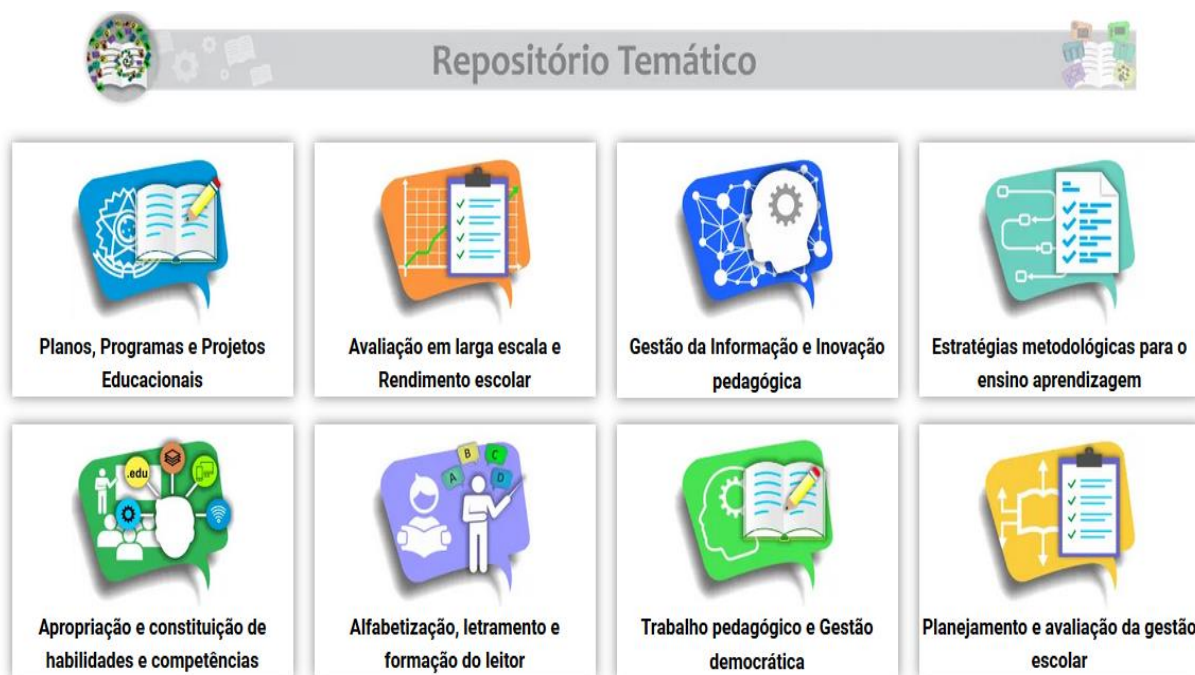 Repositório Temático
Planos, Programas e Projetos
Educacionais
Avaliação em larga escala e
Rendimento escolar
Gestão da Informação e Inovação
pedagógica
Estratégias metodológicas para o
ensino aprendizagem
.edu
Apropriação e constituição de
habilidades e competências
A
B
C
D
Alfabetização, letramento e
formação do leitor
Trabalho pedagógico e Gestão
democrática
Planejamento e avaliação da gestão
escolar